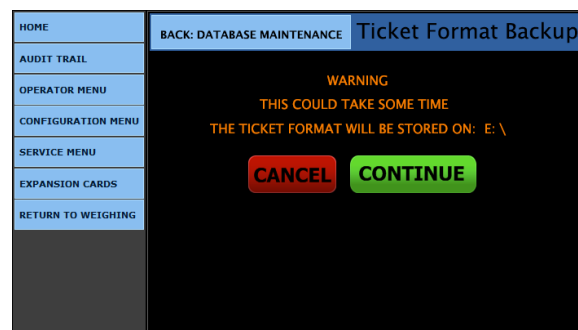 HOME
AUDIT TRAIL
OPERATOR MENU
CONFIGURATION MENU
SERVICE MENU
EXPANSION CARDS
RETURN TO WEIGHING
BACK: DATABASE MAINTENANCE
Ticket Format Backup
WARNING
THIS COULD TAKE SOME TIME
THE TICKET FORMAT WILL BE STORED ON: E: \
CANCEL
CONTINUE